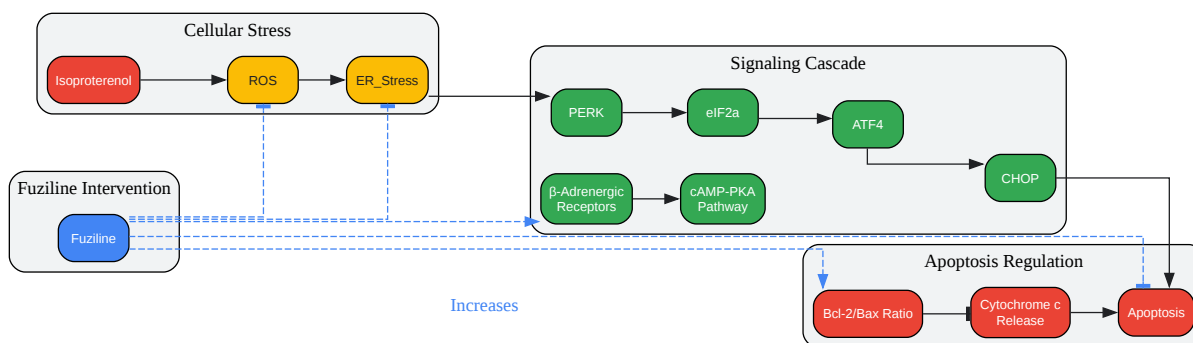 Cellular Stress
Isoproterenol
ROS
ER_Stress
Signaling Cascade
PERK
eIF2a
ATF4
CHOP
β-Adrenergic
Receptors
cAMP-PKA
Pathway
Fuziline Intervention
Fuziline
Increases
Apoptosis Regulation
Bcl-2/Bax Ratio
Cytochrome c
Release
Apoptosis